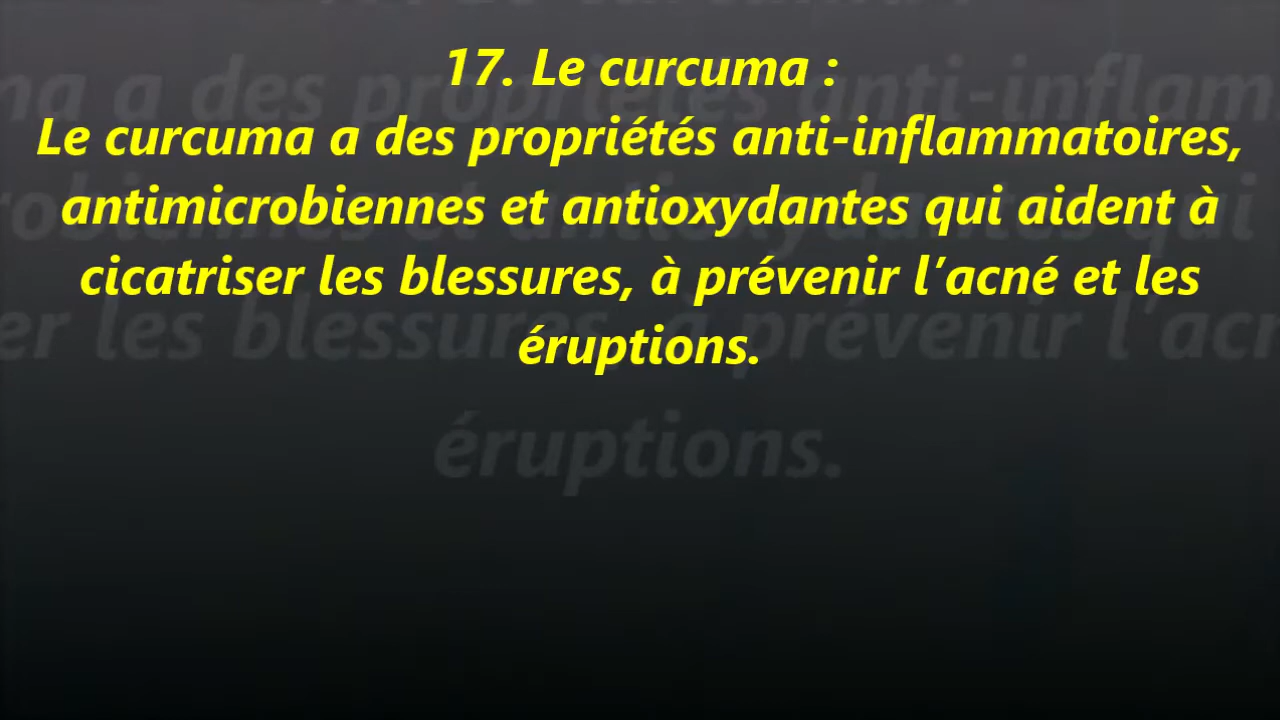 17. Le curcuma :
Le curcuma a des propriétés anti-inflammatoires,
antimicrobiennes et antioxydantes qui aident à
cicatriser les blessures, à prévenir l’acné et les
éruptions.